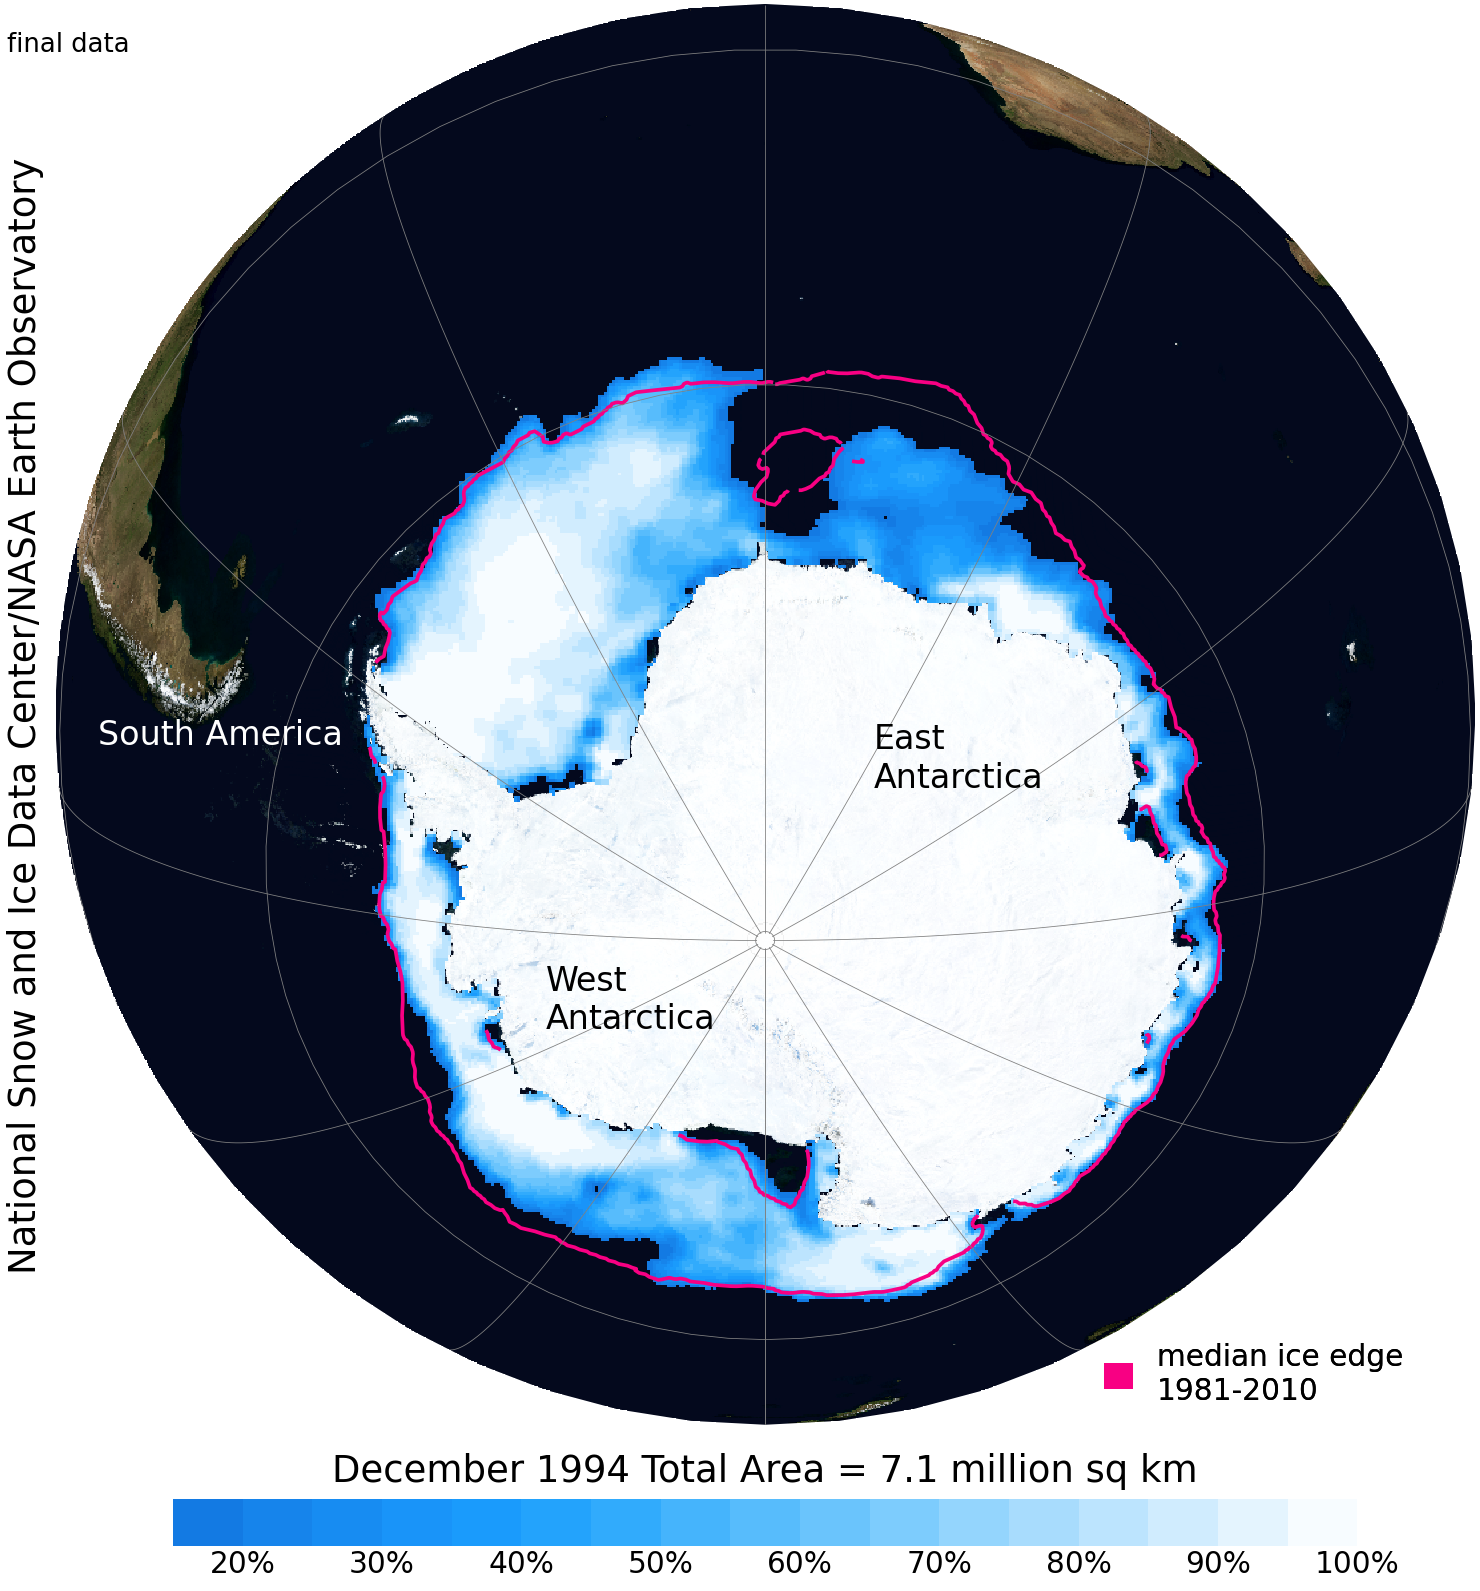 final data
National Snow and Ice Data Center/NASA Earth Observatory
South America
East
Antarctica
West
Antarctica
median ice edge
1981-2010
December 1994 Total Area = 7.1 million sq km
20% 30% 40% 50% 60% 70% 80% 90% 100%